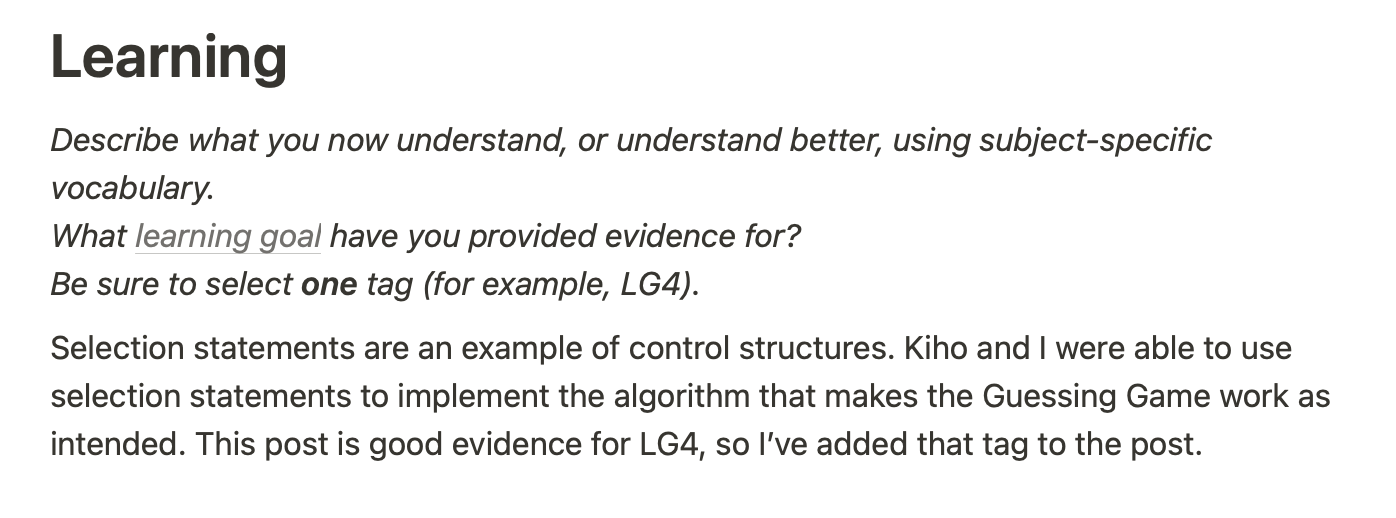 Learning
Describe what you now understand, or understand better, using subject-specific
vocabulary.
What learning goal have you provided evidence for?
Be sure to select one tag (for example, LG4).
Selection statements are an example of control structures. Kiho and I were able to use
selection statements to implement the algorithm that makes the Guessing Game work as
intended. This post is good evidence for LG4, so I’ve added that tag to the post.